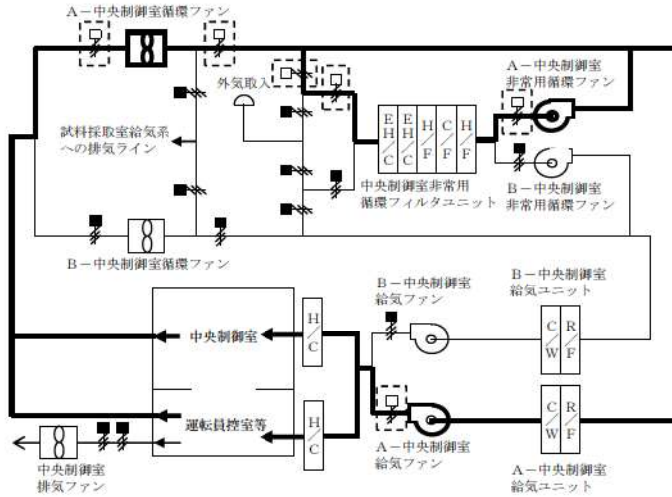 A－中央制御室循環ファン
外気取入
A－中央制御室
非常用循環ファン
試料採取室給気系
への排気ライン
E
H
/
C
E
H
/
C
H
/
F
C
/
F
H
/
F
中央制御室非常用
循環フィルタユニット
B－中央制御室
非常用循環ファン
B－中央制御室循環ファン
B－中央制御室
給気ファン
B－中央制御室
給気ユニット
中央制御室
H
/
C
C
/
W
R
/
F
運転員控室等
H
/
C
C
/
W
R
/
F
中央制御室
排気ファン
A－中央制御室
給気ファン
A－中央制御室
給気ユニット